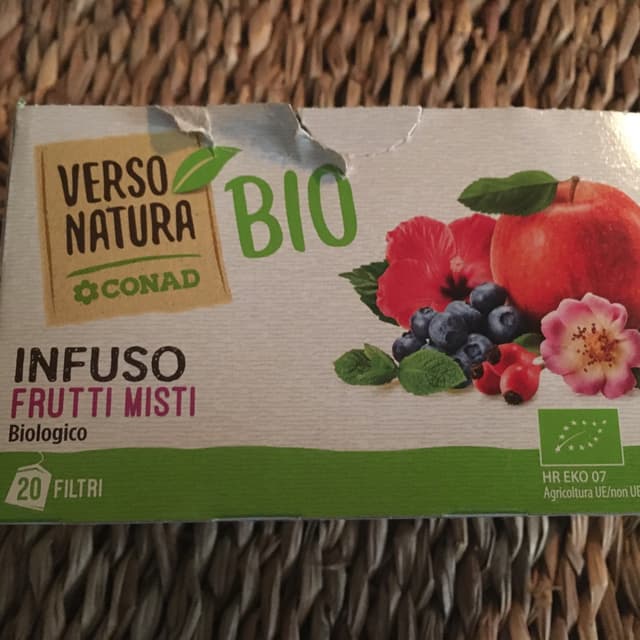 VERSO
NATURA
CONAD
BIO
INFUSO
FRUTTI MISTI
Biologico
20 FILTRI
HR EKO 07
Agricoltura UE/non UE